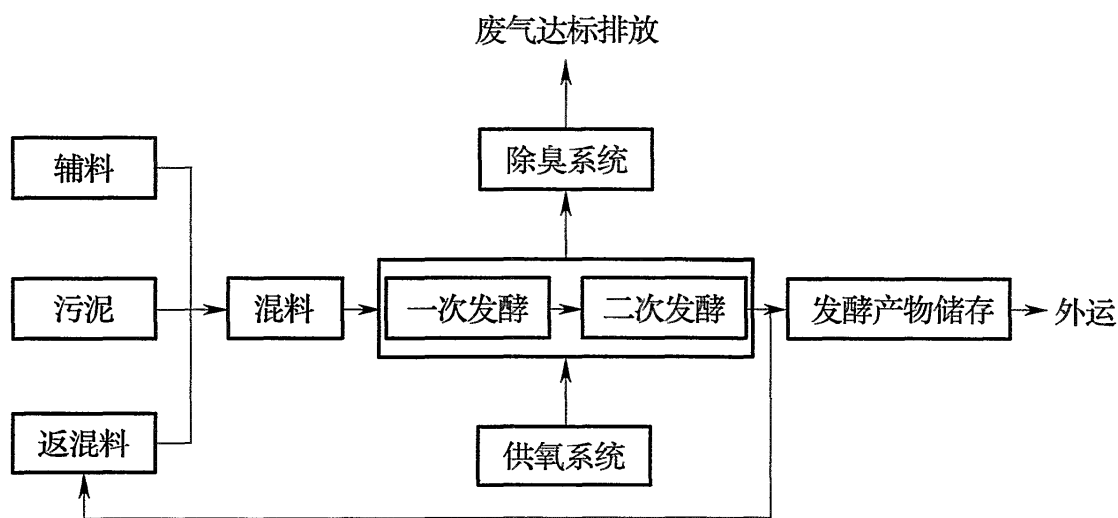 废气达标排放
除臭系统
辅料
污泥
混料
一次发酵
二次发酵
发酵产物储存
外运
返混料
供氧系统